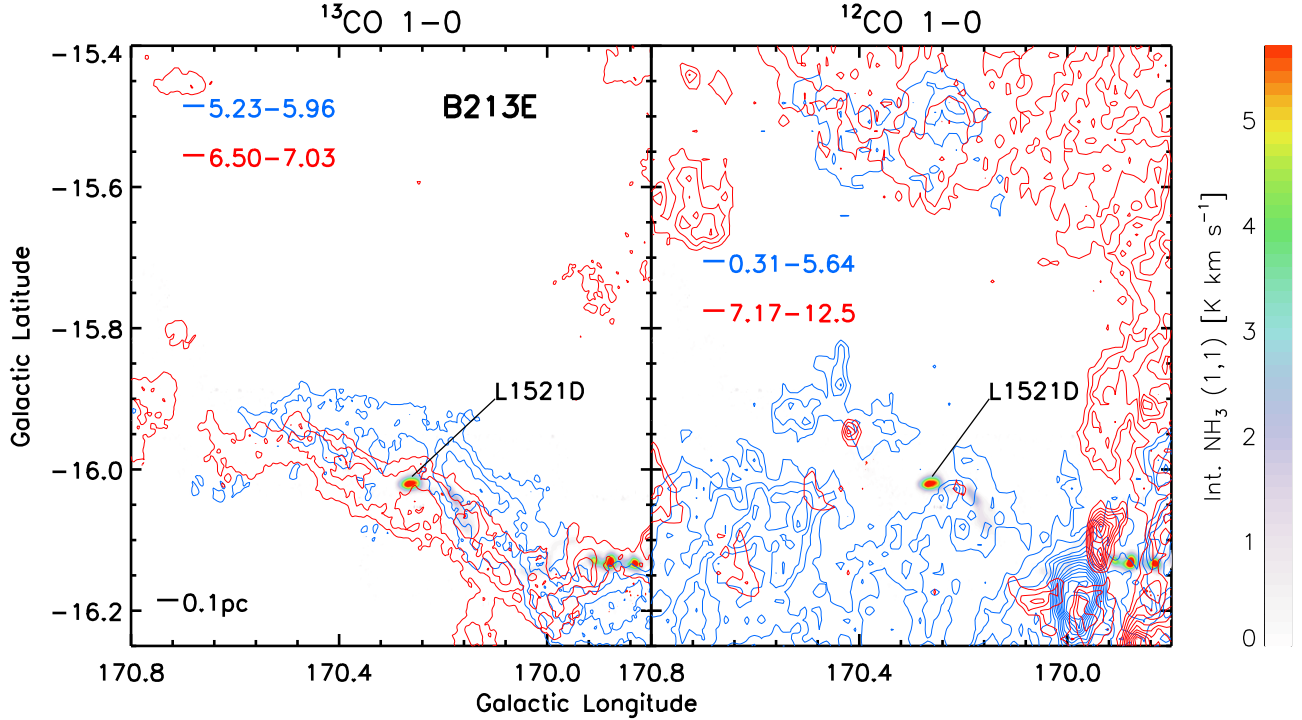 ¹³CO 1−0
¹²CO 1−0
−15.4
−15.6
−15.8
−16.0
−16.2
Galactic Latitude
5.23−5.96
6.50−7.03
B213E
L1521D
0.1pc
0.31−5.64
7.17−12.5
L1521D
170.8
170.4
170.0
170.8
170.4
170.0
Galactic Longitude
5
4
3
2
1
0
Int. NH₃ (1,1) [K km s⁻¹]